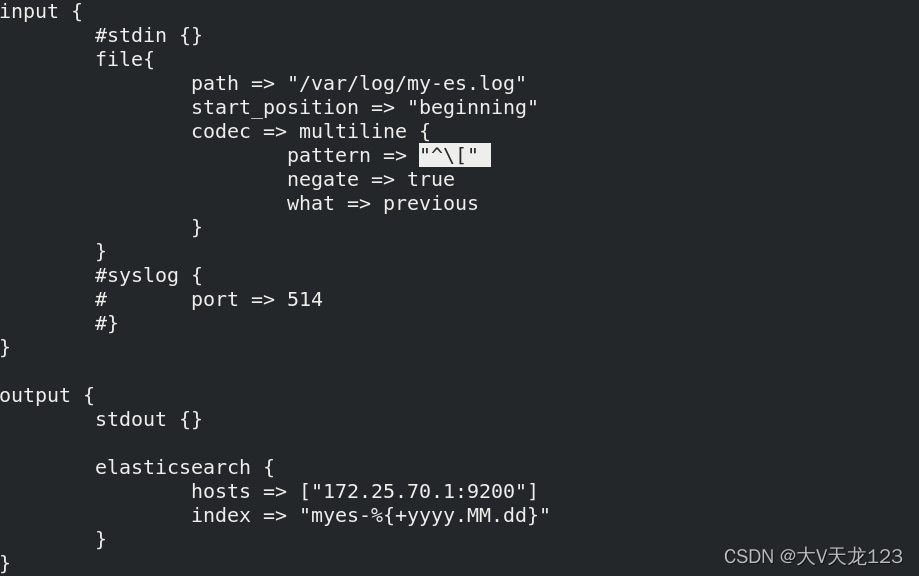 input {
        #stdin {}
        file{
                path => "/var/log/my-es.log"
                start_position => "beginning"
                codec => multiline {
                        pattern => "^\["
                        negate => true
                        what => previous
                }
        }
        #syslog {
        #       port => 514
        #}
}

output {
        stdout {}

        elasticsearch {
                hosts => ["172.25.70.1:9200"]
                index => "myes-%{+yyyy.MM.dd}"
        }
}
CSDN @大V天龙123